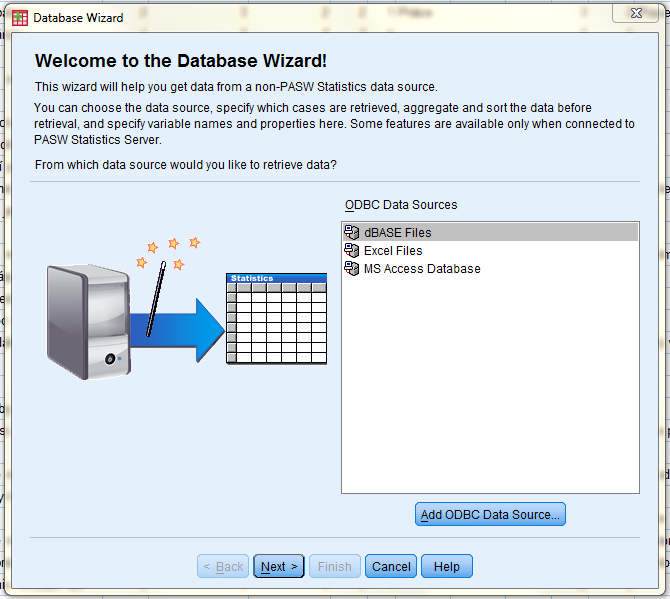 Database Wizard
Welcome to the Database Wizard!
This wizard will help you get data from a non-PASW Statistics data source.
You can choose the data source, specify which cases are retrieved, aggregate and sort the data before
retrieval, and specify variable names and properties here. Some features are available only when connected to
PASW Statistics Server.
From which data source would you like to retrieve data?
ODBC Data Sources
dBASE Files
Excel Files
MS Access Database
Statistics
Add ODBC Data Source...
< Back Next > Finish Cancel Help